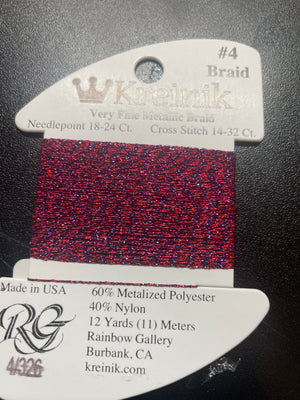 #4
Braid
Kreinik
Very Fine Metallic Braid
Needlepoint 18-24 Ct. Cross Stitch 14-32 Ct.
Made in USA
60% Metalized Polyester
40% Nylon
12 Yards (11) Meters
Rainbow Gallery
Burbank, CA
kreinik.com
RG
4/326